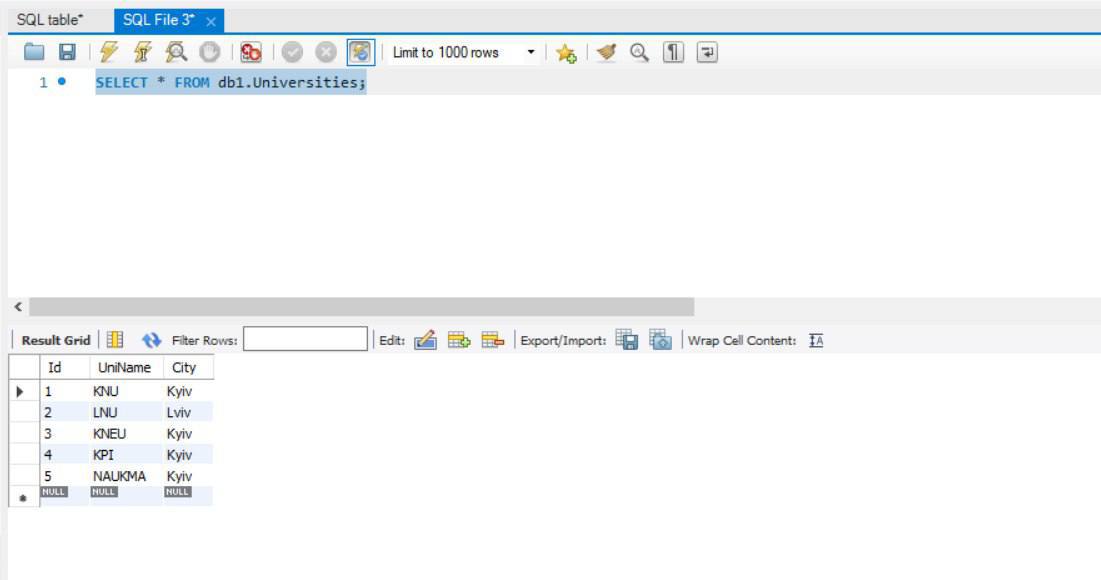 SQL table* SQL File 3*
Limit to 1000 rows
1 SELECT * FROM db1.Universities;
Result Grid Filter Rows: Edit: Export/Import: Wrap Cell Content:
Id UniName City
1 KNU Kyiv
2 LNU Lviv
3 KNEU Kyiv
4 KPI Kyiv
5 NAUKMA Kyiv
NULL NULL NULL